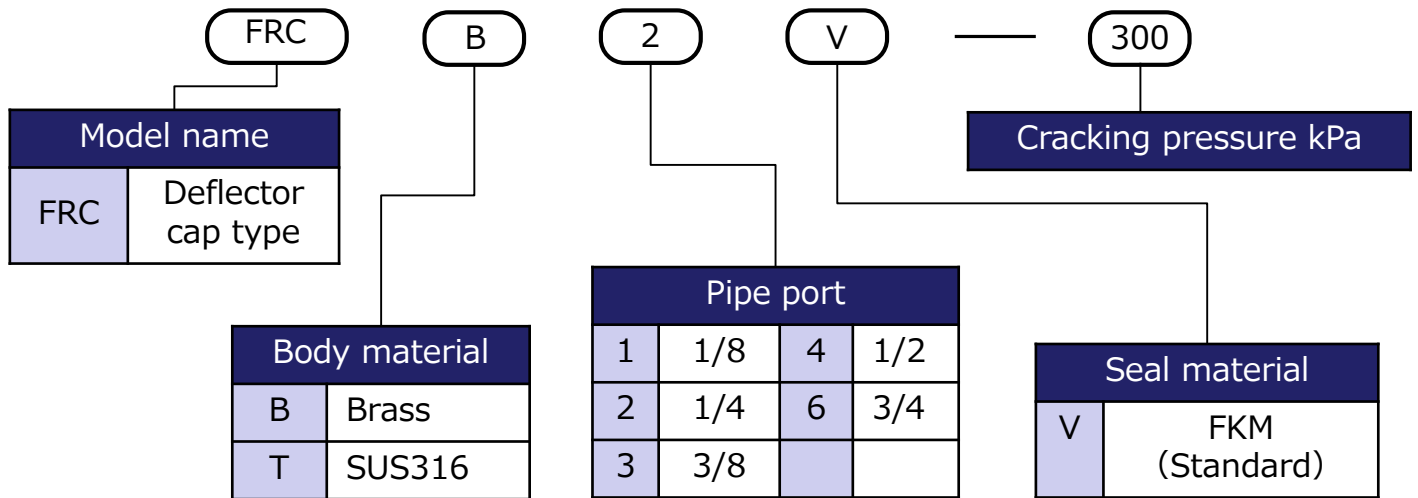 FRC B 2 V — 300
Model name
FRC Deflector cap type
Cracking pressure kPa
Body material
B Brass
T SUS316
Pipe port
1 1/8 4 1/2
2 1/4 6 3/4
3 3/8
Seal material
V FKM
(Standard)